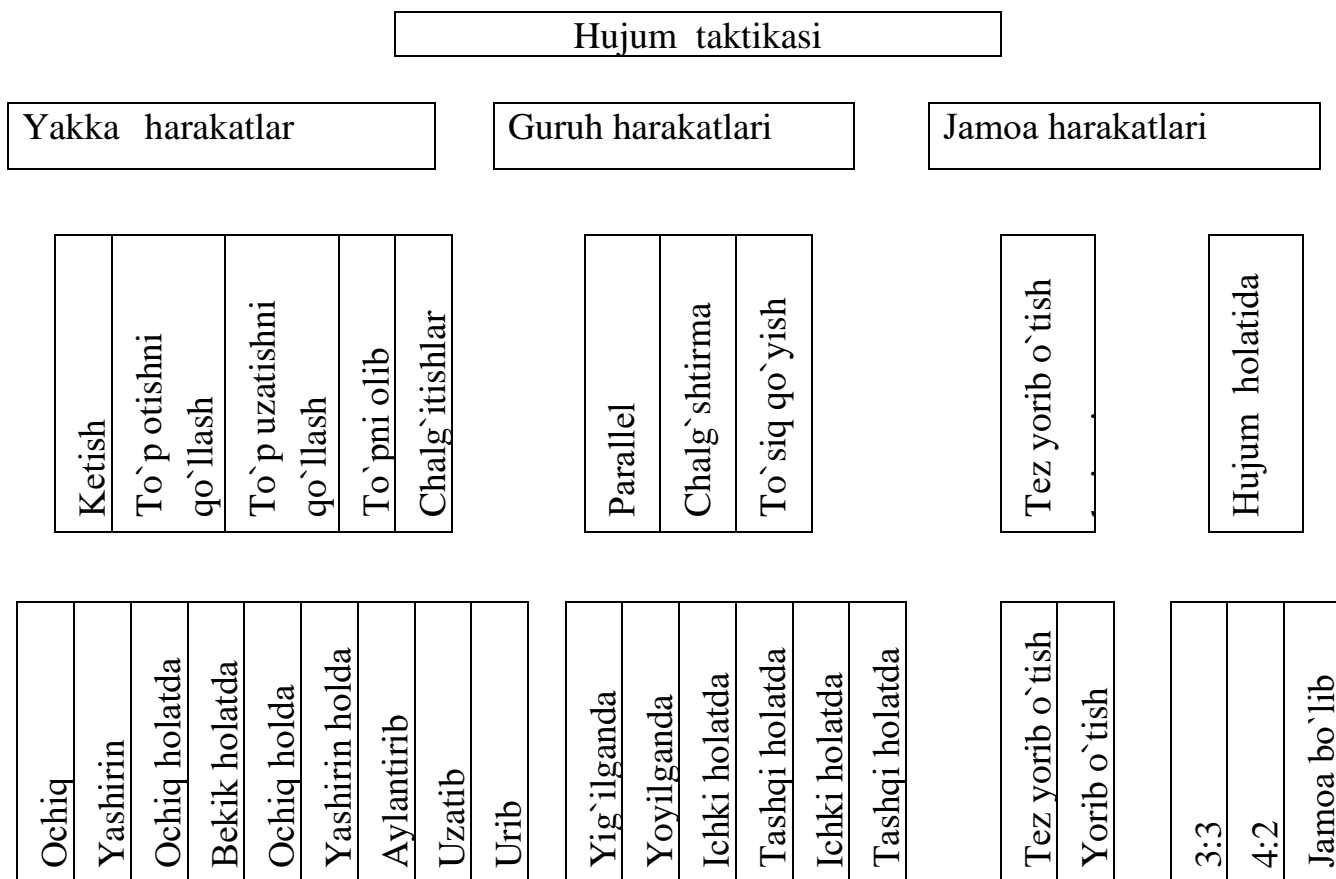 Hujum taktikasi
Yakka harakatlar
Guruh harakatlari
Jamoa harakatlari
Ketish
To`p otishni
qo`llash
To`p uzatishni
qo`llash
To`pni olib
Chalg`itishlar
Parallel
Chalg`shtirma
To`siq qo`yish
Tez yorib o`tish
Hujum holatida
Ochiq
Yashirin
Ochiq holatda
Bekik holatda
Ochiq holda
Yashirin holda
Aylantirib
Uzatib
Urib
Yig`ilganda
Yoyilganda
Ichki holatda
Tashqi holatda
Ichki holatda
Tashqi holatda
Tez yorib o`tish
Yorib o`tish
3:3
4:2
Jamoa bo`lib